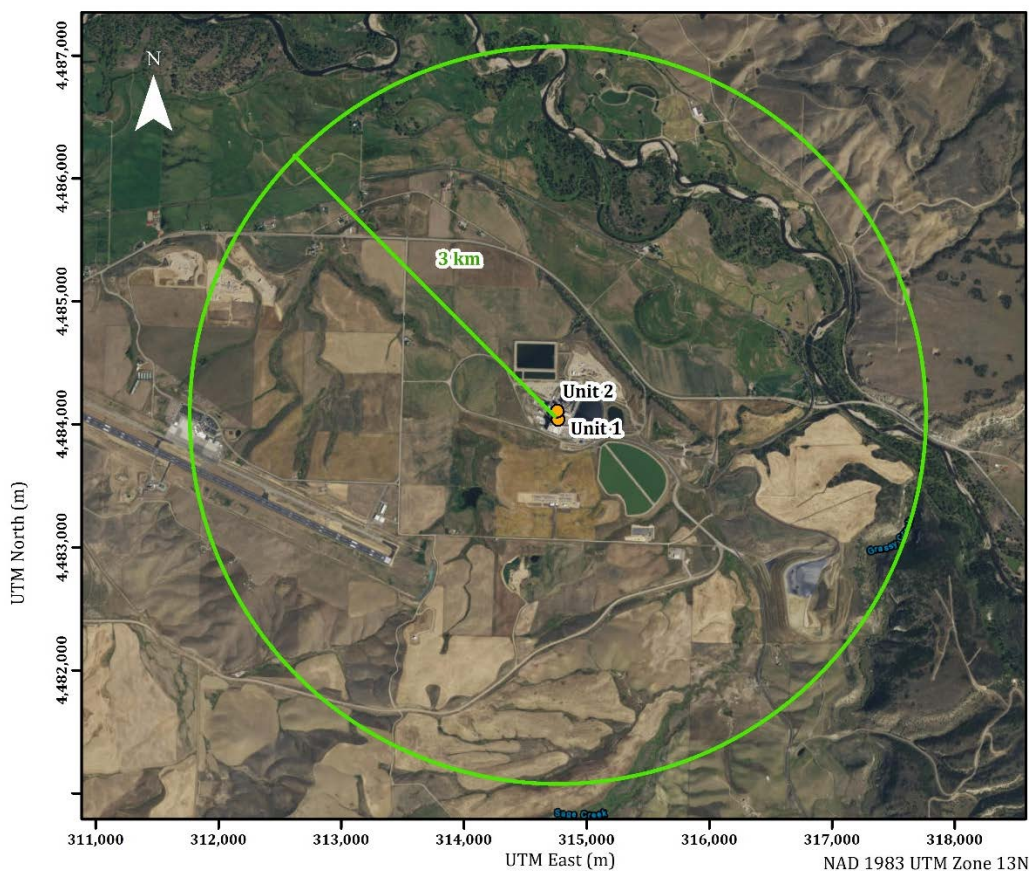 4,487,000
N
4,486,000
3 km
4,485,000
Unit 2
4,484,000
Unit 1
4,483,000
4,482,000
Sage Creek
311,000 312,000 313,000 314,000 315,000 316,000 317,000 318,000
UTM North (m)
UTM East (m)
NAD 1983 UTM Zone 13N